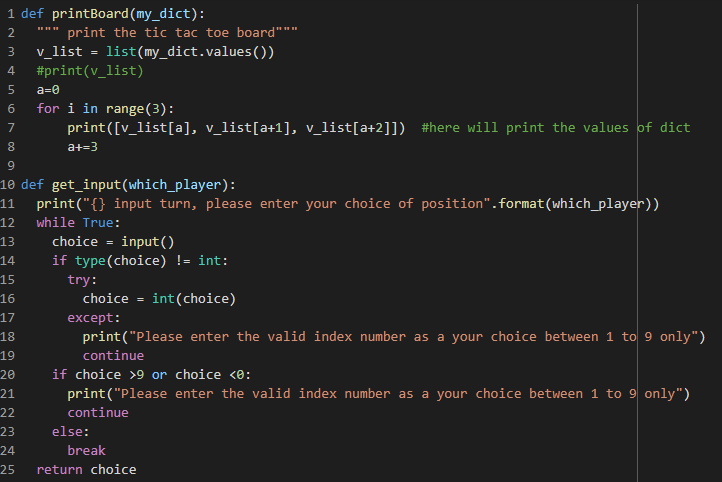 1 def printBoard(my_dict):
2   """ print the tic tac toe board"""
3   v_list = list(my_dict.values())
4   #print(v_list)
5   a=0
6   for i in range(3):
7       print([v_list[a], v_list[a+1], v_list[a+2]])  #here will print the values of dict
8       a+=3
9
10 def get_input(which_player):
11   print("{} input turn, please enter your choice of position".format(which_player))
12   while True:
13     choice = input()
14     if type(choice) != int:
15       try:
16         choice = int(choice)
17       except:
18         print("Please enter the valid index number as a your choice between 1 to 9 only")
19         continue
20     if choice >9 or choice <0:
21       print("Please enter the valid index number as a your choice between 1 to 9 only")
22       continue
23     else:
24       break
25   return choice